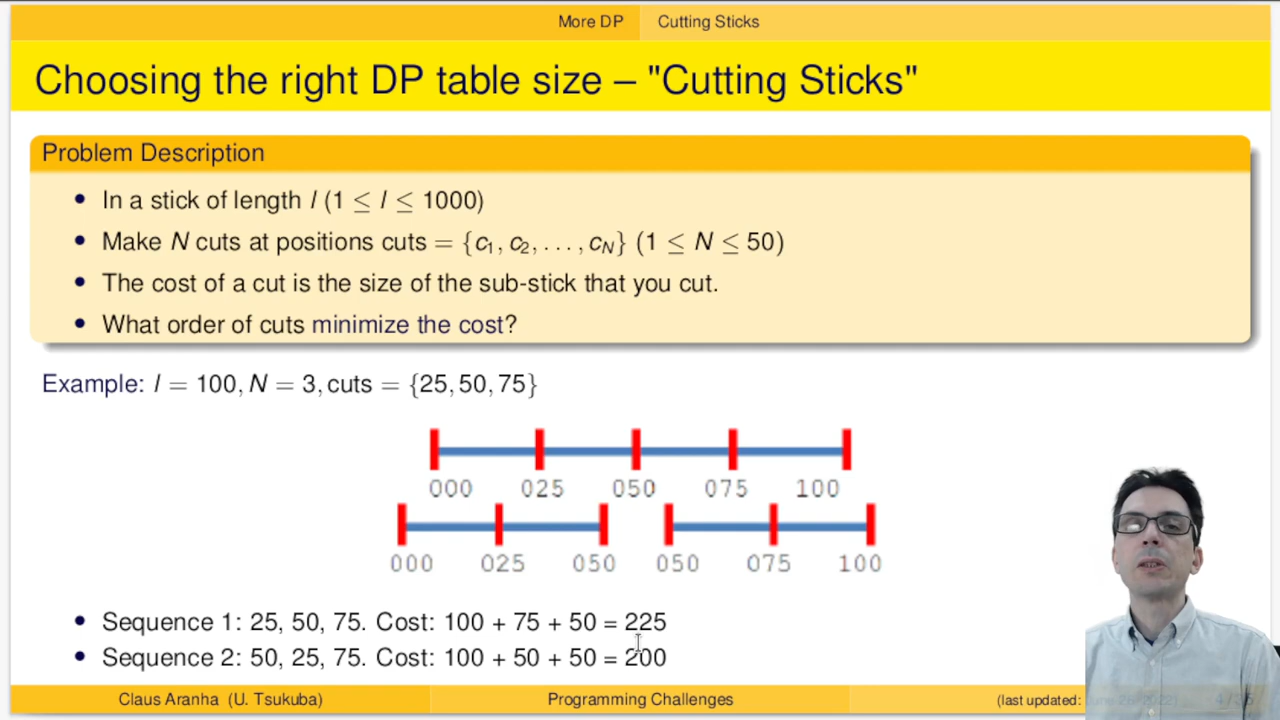 More DP Cutting Sticks
Choosing the right DP table size – "Cutting Sticks"
Problem Description
• In a stick of length l (1 ≤ l ≤ 1000)
• Make N cuts at positions cuts = {c₁, c₂, . . . , c_N} (1 ≤ N ≤ 50)
• The cost of a cut is the size of the sub-stick that you cut.
• What order of cuts minimize the cost?
Example: l = 100, N = 3, cuts = {25, 50, 75}
000 025 050 075 100
000 025 050 050 075 100
• Sequence 1: 25, 50, 75. Cost: 100 + 75 + 50 = 225
• Sequence 2: 50, 25, 75. Cost: 100 + 50 + 50 = 200
Claus Aranha (U. Tsukuba) Programming Challenges (last updated: